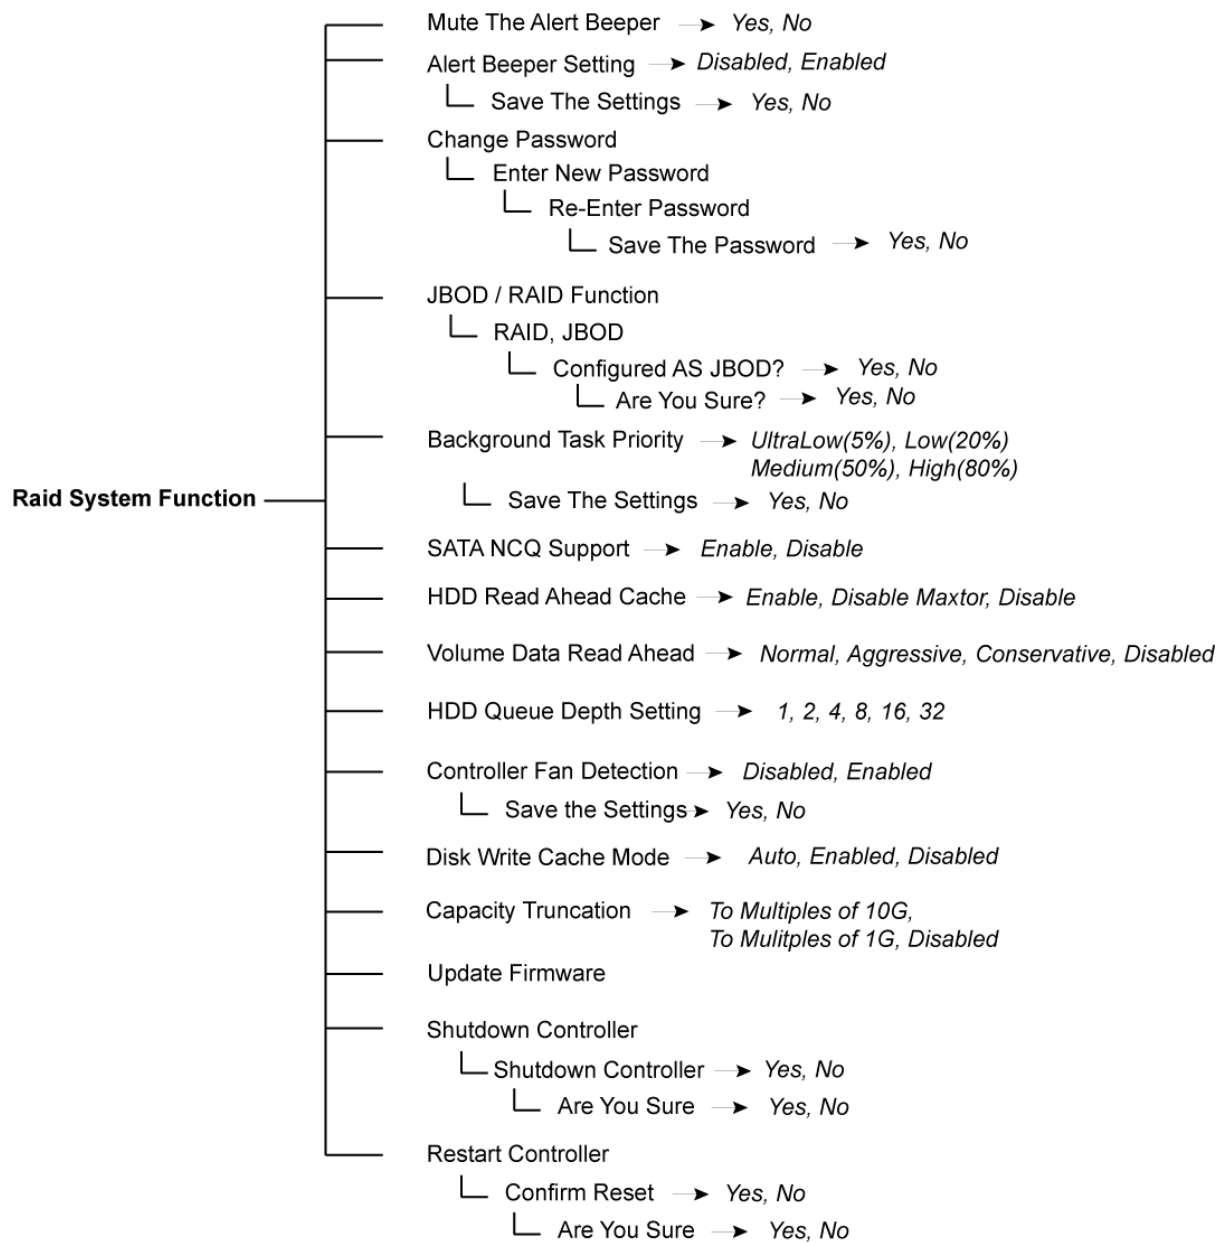 Mute The Alert Beeper Yes, No
Alert Beeper Setting Disabled, Enabled
Save The Settings Yes, No
Change Password
Enter New Password
Re-Enter Password
Save The Password Yes, No
JBOD / RAID Function
RAID, JBOD
Configured AS JBOD? Yes, No
Are You Sure? Yes, No
Background Task Priority UltraLow(5%), Low(20%)
Medium(50%), High(80%)
Raid System Function
Save The Settings Yes, No
SATA NCQ Support Enable, Disable
HDD Read Ahead Cache Enable, Disable Maxtor, Disable
Volume Data Read Ahead Normal, Aggressive, Conservative, Disabled
HDD Queue Depth Setting 1, 2, 4, 8, 16, 32
Controller Fan Detection Disabled, Enabled
Save the Settings Yes, No
Disk Write Cache Mode Auto, Enabled, Disabled
Capacity Truncation To Multiples of 10G,
To Mulitples of 1G, Disabled
Update Firmware
Shutdown Controller
Shutdown Controller Yes, No
Are You Sure Yes, No
Restart Controller
Confirm Reset Yes, No
Are You Sure Yes, No